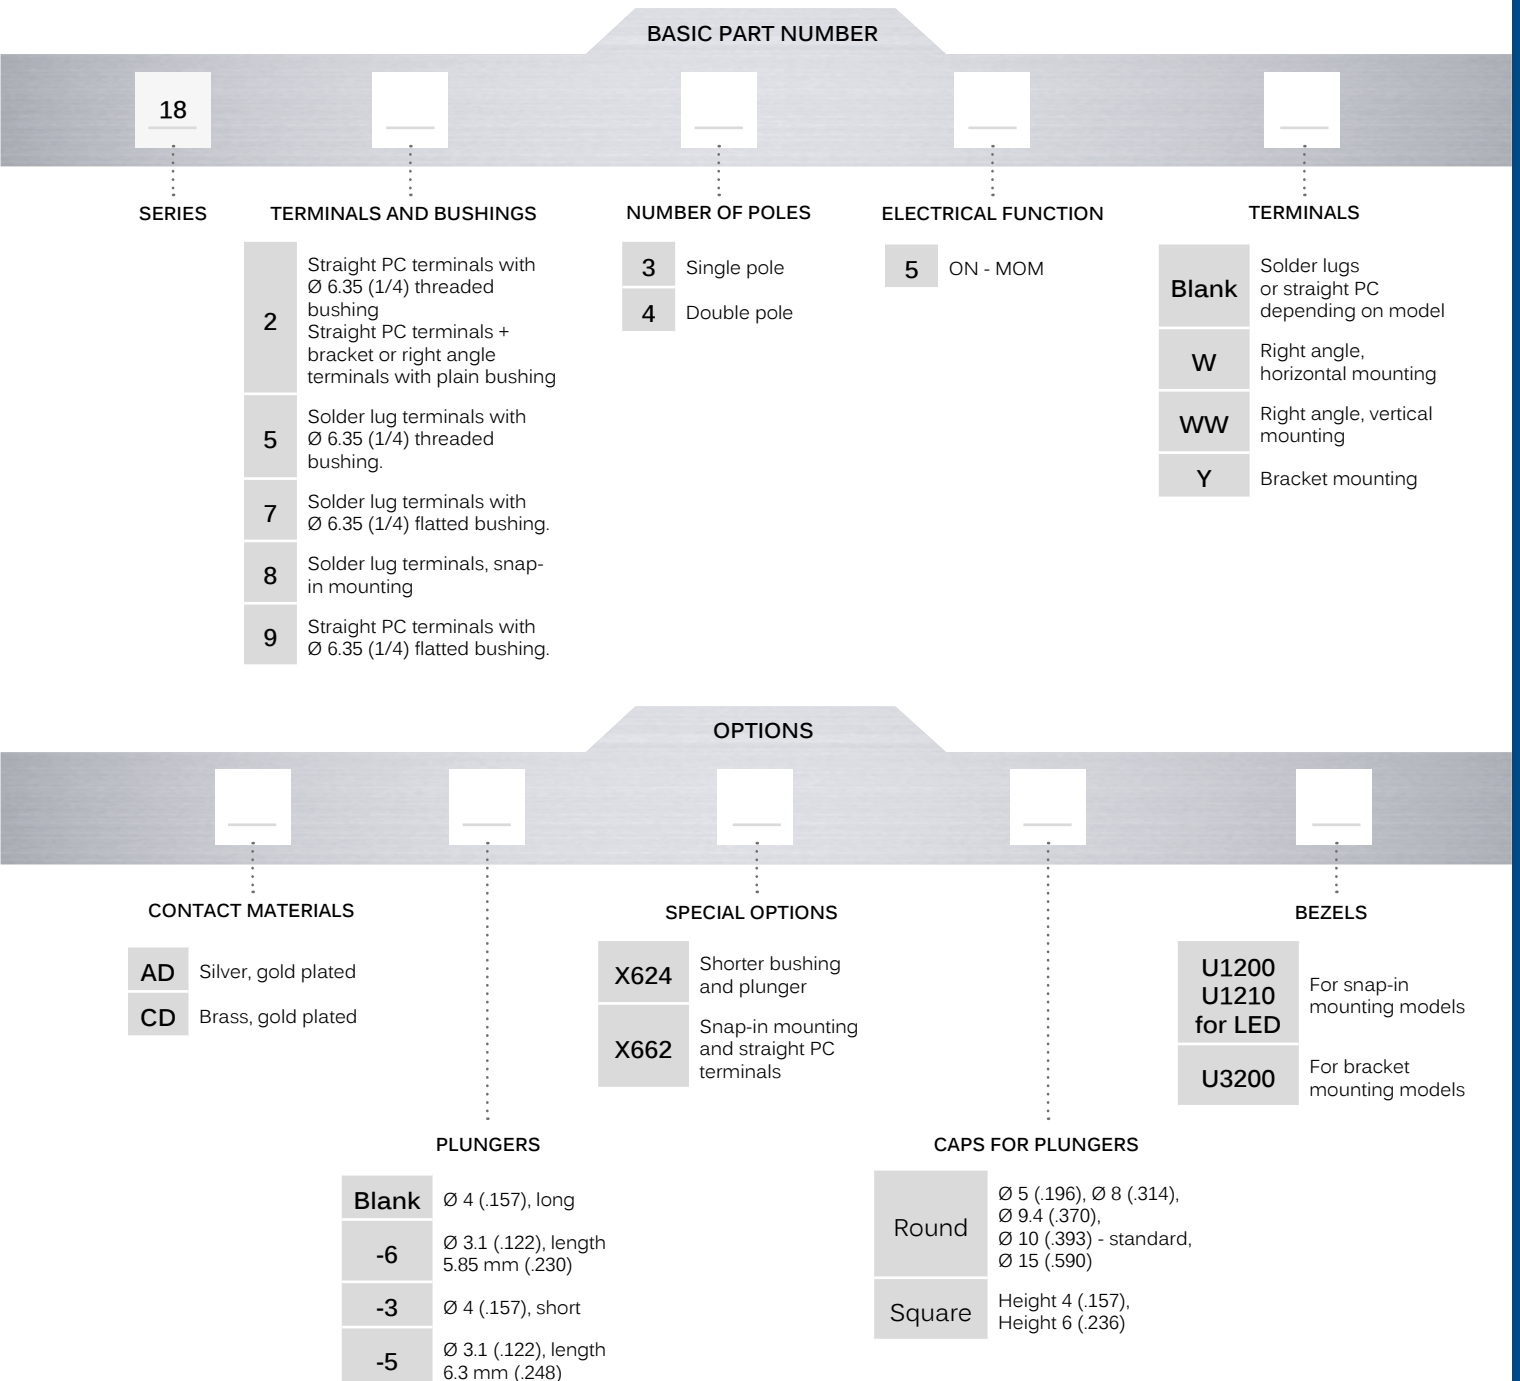 BASIC PART NUMBER
18
SERIES
TERMINALS AND BUSHINGS
2
Straight PC terminals with
Ø 6.35 (1/4) threaded
bushing
Straight PC terminals +
bracket or right angle
terminals with plain bushing
5
Solder lug terminals with
Ø 6.35 (1/4) threaded
bushing.
7
Solder lug terminals with
Ø 6.35 (1/4) flatted bushing.
8
Solder lug terminals, snap-
in mounting
9
Straight PC terminals with
Ø 6.35 (1/4) flatted bushing.
NUMBER OF POLES
3
Single pole
4
Double pole
ELECTRICAL FUNCTION
5
ON - MOM
TERMINALS
Blank
Solder lugs
or straight PC
depending on model
W
Right angle,
horizontal mounting
WW
Right angle, vertical
mounting
Y
Bracket mounting
OPTIONS
CONTACT MATERIALS
AD
Silver, gold plated
CD
Brass, gold plated
PLUNGERS
Blank
Ø 4 (.157), long
-6
Ø 3.1 (.122), length
5.85 mm (.230)
-3
Ø 4 (.157), short
-5
Ø 3.1 (.122), length
6.3 mm (.248)
SPECIAL OPTIONS
X624
Shorter bushing
and plunger
X662
Snap-in mounting
and straight PC
terminals
CAPS FOR PLUNGERS
Round
Ø 5 (.196), Ø 8 (.314),
Ø 9.4 (.370),
Ø 10 (.393) - standard,
Ø 15 (.590)
Square
Height 4 (.157),
Height 6 (.236)
BEZELS
U1200
U1210
for LED
For snap-in
mounting models
U3200
For bracket
mounting models